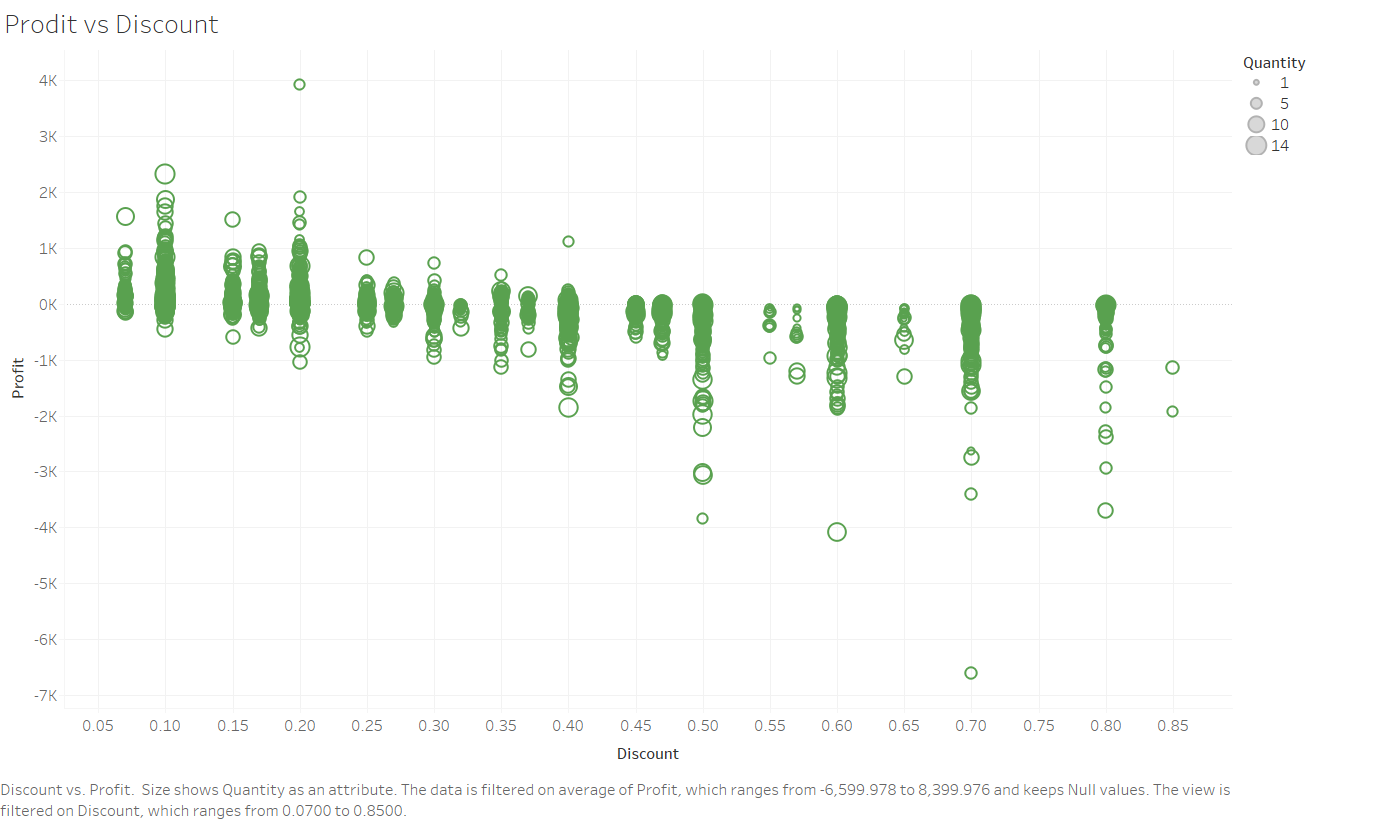 Prodit vs Discount
Quantity
1
5
10
14
4K
3K
2K
1K
0K
-1K
-2K
-3K
-4K
-5K
-6K
-7K
Profit
0.05 0.10 0.15 0.20 0.25 0.30 0.35 0.40 0.45 0.50 0.55 0.60 0.65 0.70 0.75 0.80 0.85
Discount
Discount vs. Profit. Size shows Quantity as an attribute. The data is filtered on average of Profit, which ranges from -6,599.978 to 8,399.976 and keeps Null values. The view is
filtered on Discount, which ranges from 0.0700 to 0.8500.